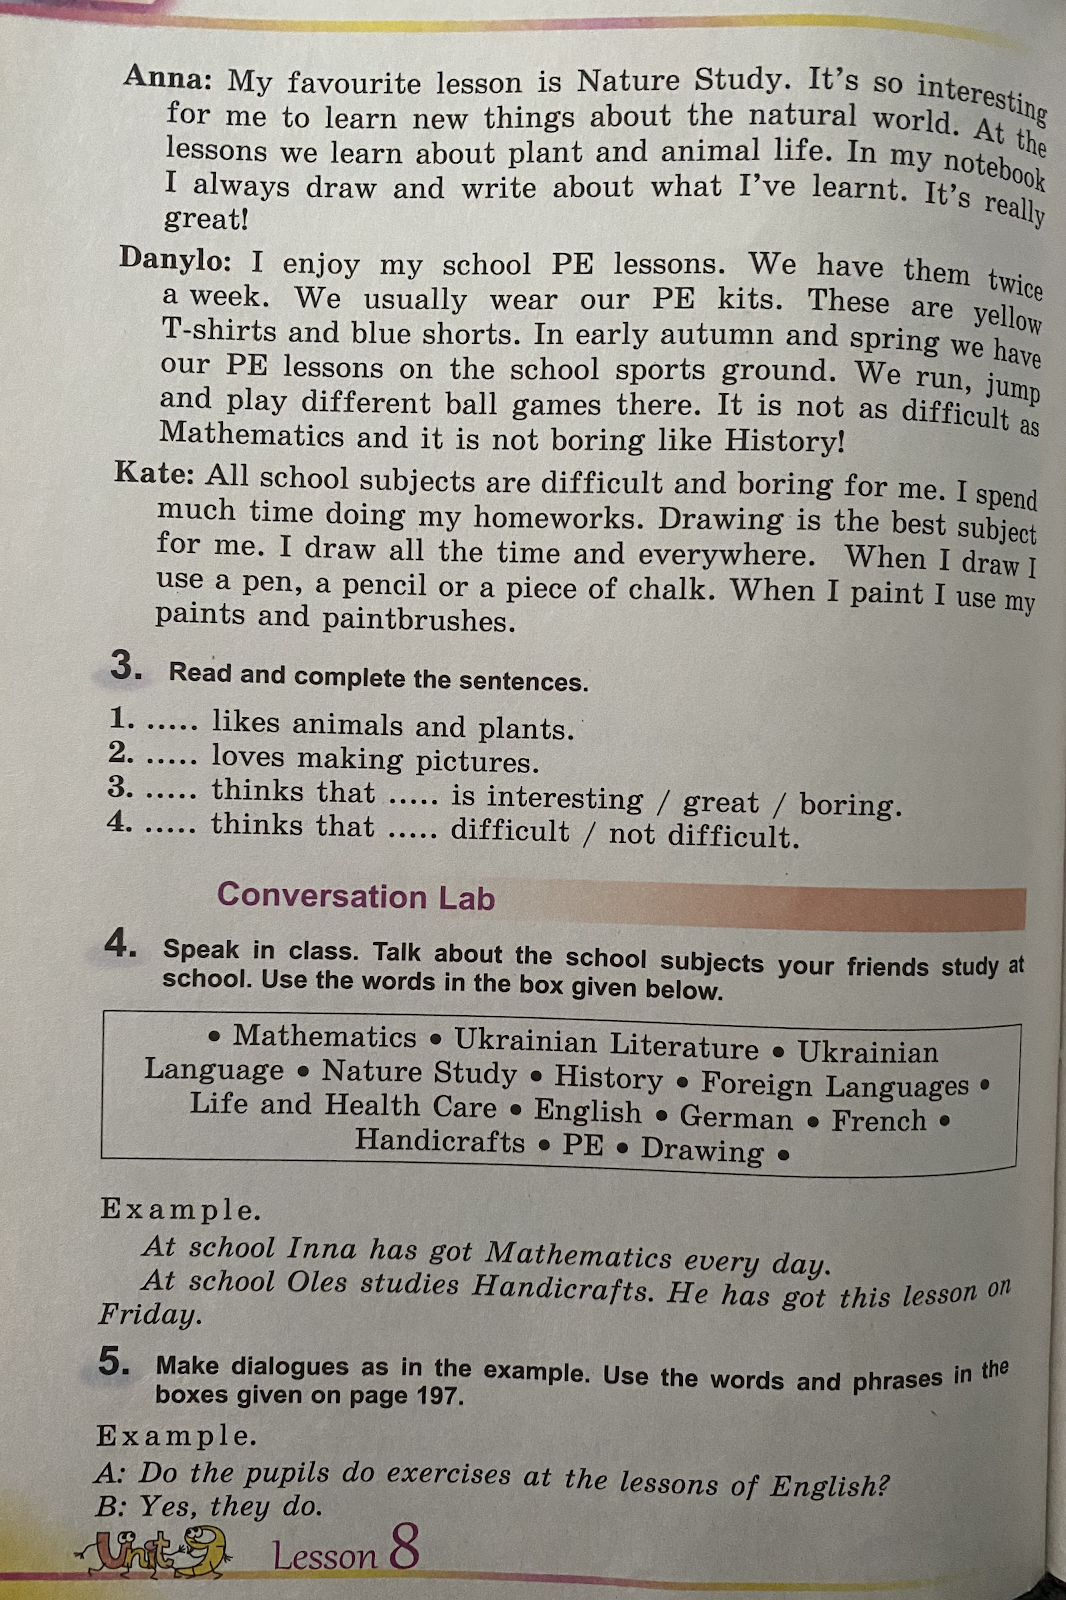 Anna: My favourite lesson is Nature Study. It's so interesting
for me to learn new things about the natural world. At the
lessons we learn about plant and animal life. In my notebook
I always draw and write about what I've learnt. It's really
great!
Danylo: I enjoy my school PE lessons. We have them twice
a week. We usually wear our PE kits. These are yellow
T-shirts and blue shorts. In early autumn and spring we have
our PE lessons on the school sports ground. We run, jump
and play different ball games there. It is not as difficult as
Mathematics and it is not boring like History!
Kate: All school subjects are difficult and boring for me. I spend
much time doing my homeworks. Drawing is the best subject
for me. I draw all the time and everywhere. When I draw I
use a pen, a pencil or a piece of chalk. When I paint I use my
paints and paintbrushes.
3. Read and complete the sentences.
1. ..... likes animals and plants.
2. ..... loves making pictures.
3. ..... thinks that ..... is interesting / great / boring.
4. ..... thinks that ..... difficult / not difficult.
Conversation Lab
4. Speak in class. Talk about the school subjects your friends study at
school. Use the words in the box given below.
• Mathematics • Ukrainian Literature • Ukrainian
Language • Nature Study • History • Foreign Languages •
Life and Health Care • English • German • French •
Handicrafts • PE • Drawing •
Example.
At school Inna has got Mathematics every day.
At school Oles studies Handicrafts. He has got this lesson on
Friday.
5. Make dialogues as in the example. Use the words and phrases in the
boxes given on page 197.
Example.
A: Do the pupils do exercises at the lessons of English?
B: Yes, they do.
Unit 9 Lesson 8